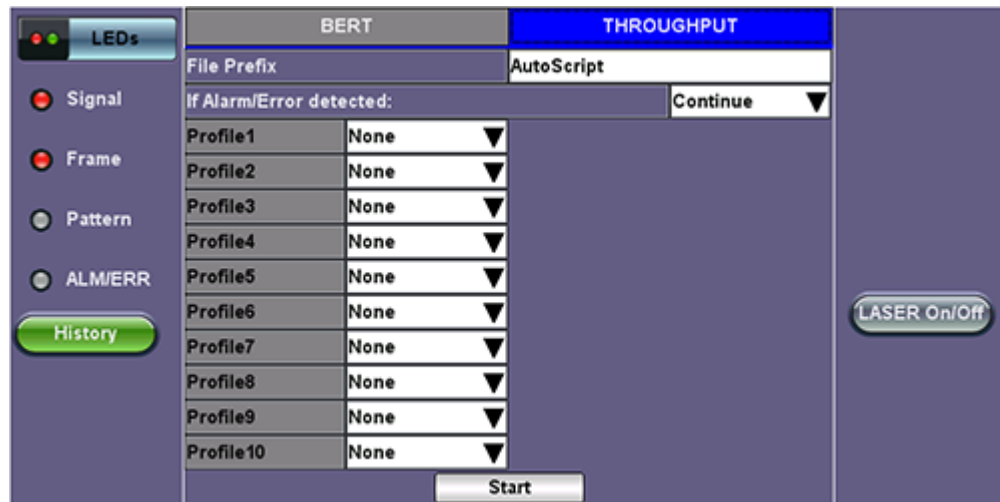 LEDs
Signal
Frame
Pattern
ALM/ERR
History
BERT THROUGHPUT
File Prefix AutoScript
If Alarm/Error detected: Continue
Profile1 None
Profile2 None
Profile3 None
Profile4 None
Profile5 None
Profile6 None
Profile7 None
Profile8 None
Profile9 None
Profile10 None
Start
LASER On/Off